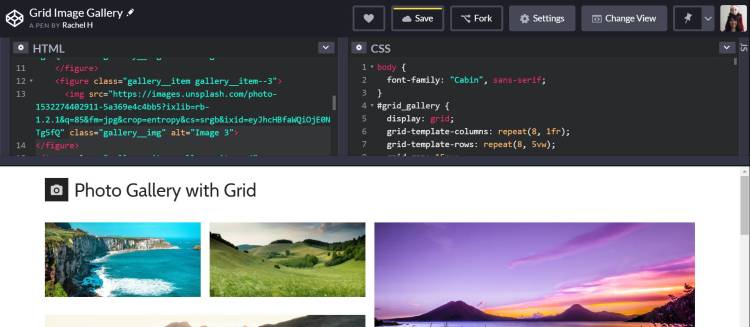 Grid Image Gallery
A PEN BY Rachel H
Save
Fork
Settings
Change View
HTML
11 </figure>
12 <figure class="gallery__item gallery__item--3">
13 <img src="https://images.unsplash.com/photo-
1532274402911-5a369e4c4bb5?ixlib=rb-
1.2.1&q=85&fm=jpg&crop=entropy&cs=srgb&ixid=eyJhcHBfaWQiOjE0N
Tg5fQ" class="gallery__img" alt="Image 3">
14 </figure>
CSS
1 body {
2 font-family: "Cabin", sans-serif;
3 }
4 #grid_gallery {
5 display: grid;
6 grid-template-columns: repeat(8, 1fr);
7 grid-template-rows: repeat(8, 5vw);
JS
Photo Gallery with Grid